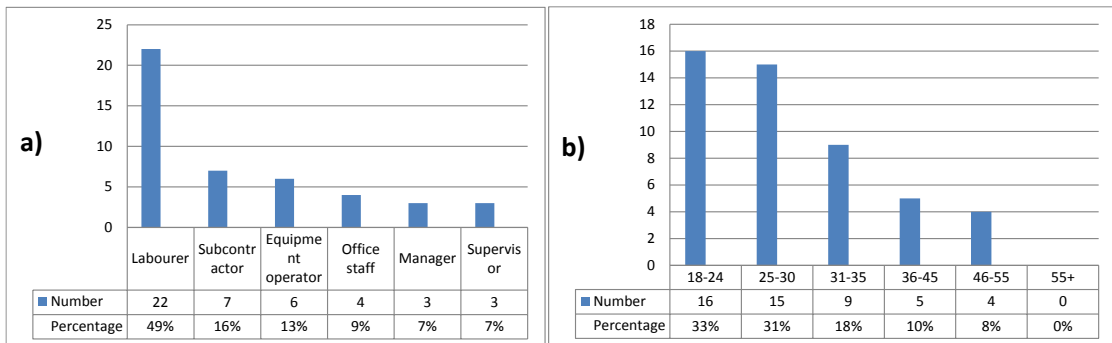 a)
25
20
15
10
5
0
Labourer Subcontr Equipme Office Manager Supervis
actor nt staff or
operator
Number 22 7 6 4 3 3
Percentage 49% 16% 13% 9% 7% 7%
b)
18
16
14
12
10
8
6
4
2
0
18-24 25-30 31-35 36-45 46-55 55+
Number 16 15 9 5 4 0
Percentage 33% 31% 18% 10% 8% 0%